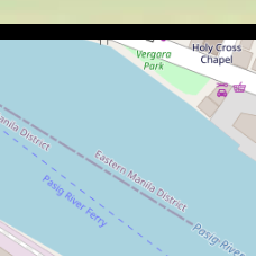 Holy Cross
Chapel
Vergara
Park
Manila District
Eastern Manila District
Pasig River Ferry
Pasig River